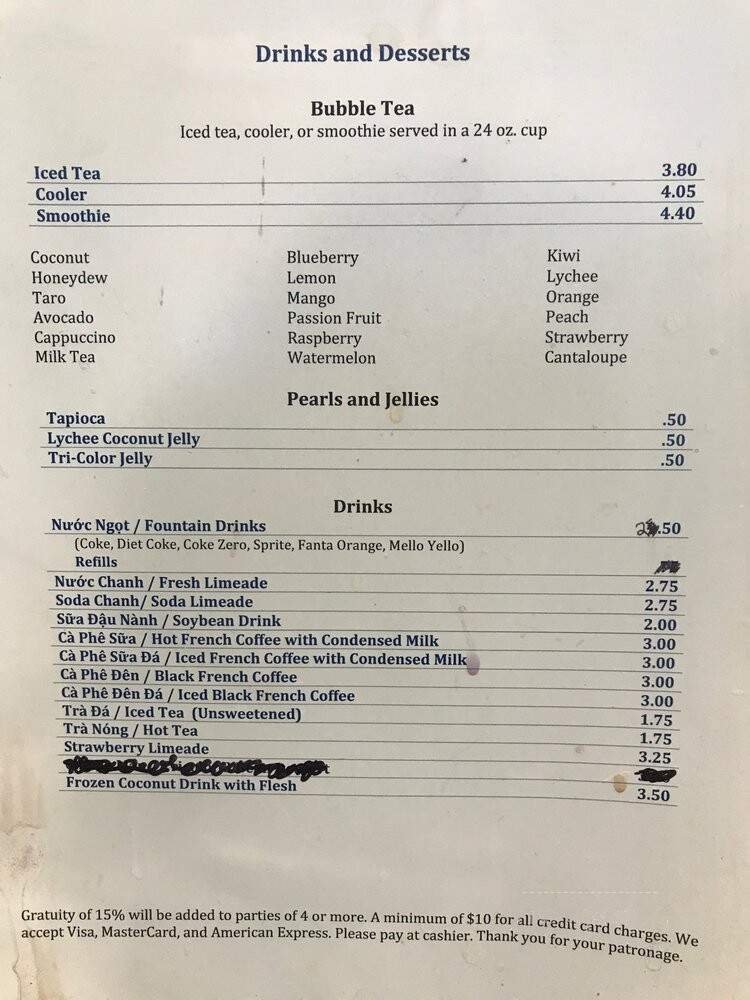 Drinks and Desserts
Bubble Tea
Iced tea, cooler, or smoothie served in a 24 oz. cup
Iced Tea 3.80
Cooler 4.05
Smoothie 4.40
Coconut Blueberry Kiwi
Honeydew Lemon Lychee
Taro Mango Orange
Avocado Passion Fruit Peach
Cappuccino Raspberry Strawberry
Milk Tea Watermelon Cantaloupe
Pearls and Jellies
Tapioca .50
Lychee Coconut Jelly .50
Tri-Color Jelly .50
Drinks
Nước Ngọt / Fountain Drinks 2.50
(Coke, Diet Coke, Coke Zero, Sprite, Fanta Orange, Mello Yello)
Refills
Nước Chanh / Fresh Limeade 2.75
Soda Chanh/ Soda Limeade 2.75
Sữa Đậu Nành / Soybean Drink 2.00
Cà Phê Sữa / Hot French Coffee with Condensed Milk 3.00
Cà Phê Sữa Đá / Iced French Coffee with Condensed Milk 3.00
Cà Phê Đên / Black French Coffee 3.00
Cà Phê Đên Đá / Iced Black French Coffee 3.00
Trà Đá / Iced Tea (Unsweetened) 1.75
Trà Nóng / Hot Tea 1.75
Strawberry Limeade 3.25
Frozen Coconut Drink with Flesh 3.50
Gratuity of 15% will be added to parties of 4 or more. A minimum of $10 for all credit card charges. We
accept Visa, MasterCard, and American Express. Please pay at cashier. Thank you for your patronage.